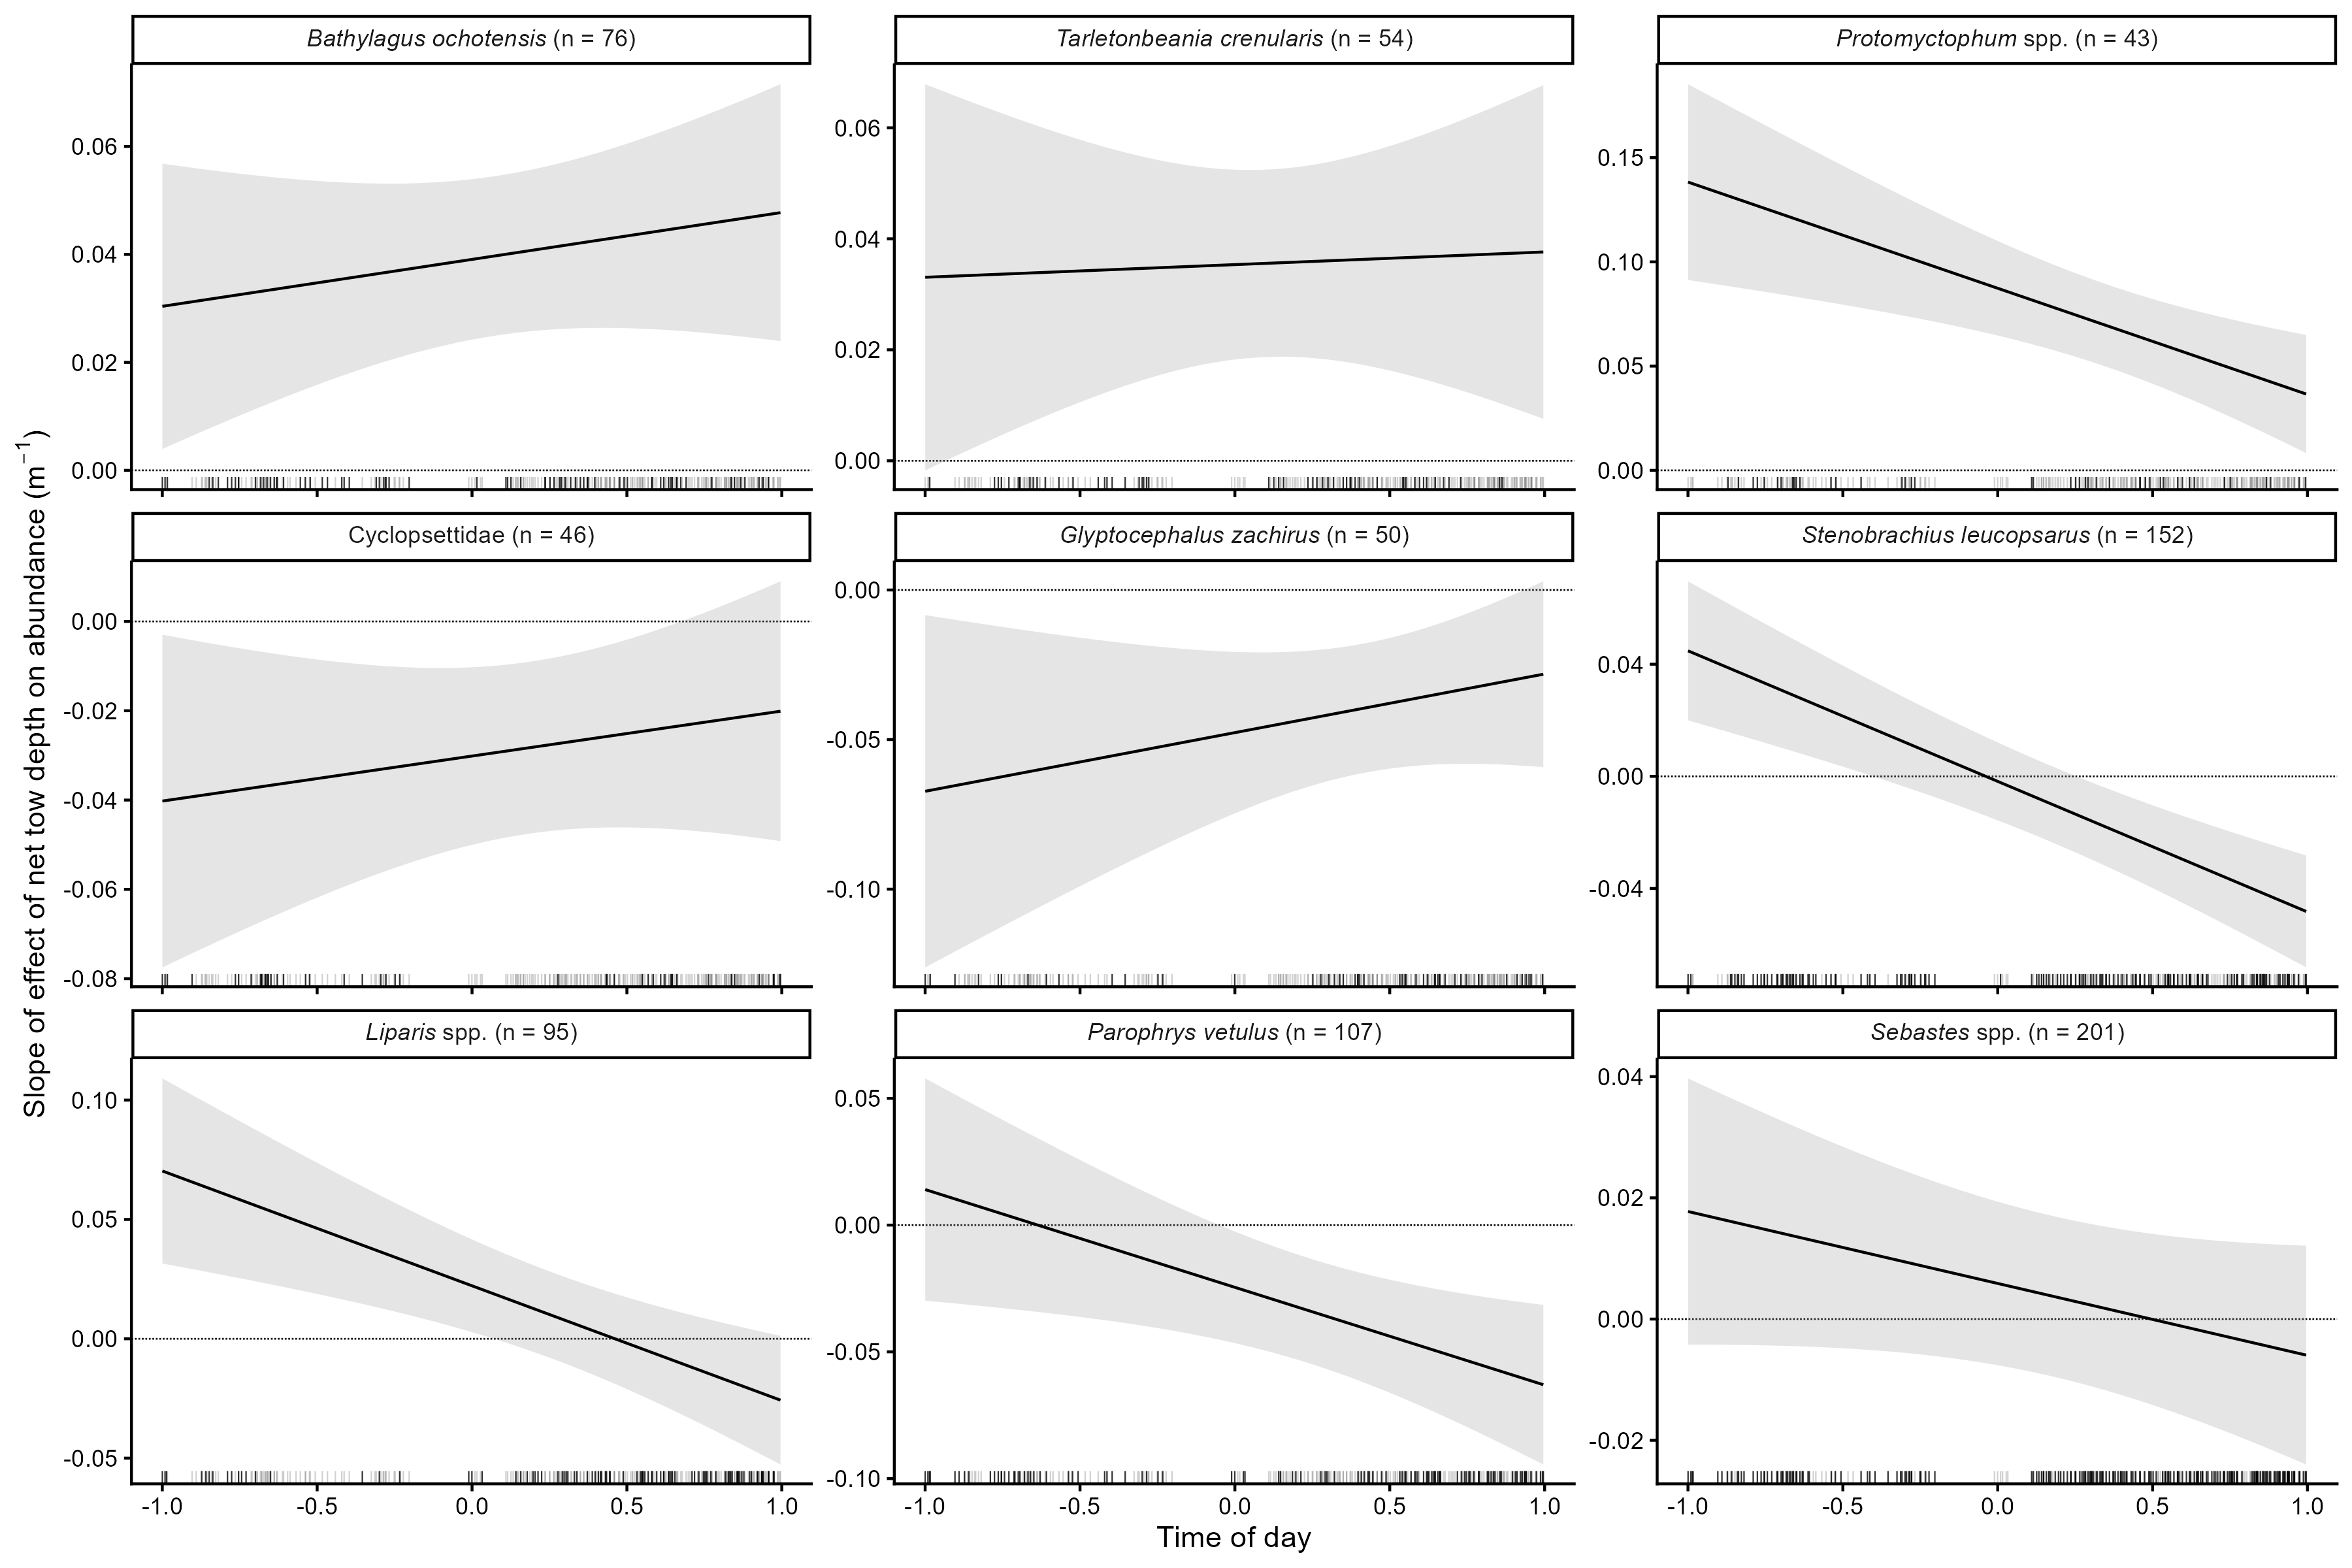 Bathylagus ochotensis (n = 76)
Tarletonbeania crenularis (n = 54)
Protomyctophum spp. (n = 43)
0.06
0.04
0.02
0.00
0.06
0.04
0.02
0.00
0.15
0.10
0.05
0.00
Cyclopsettidae (n = 46)
Glyptocephalus zachirus (n = 50)
Stenobrachius leucopsarus (n = 152)
0.00
-0.02
-0.04
-0.06
-0.08
0.00
-0.05
-0.10
0.04
0.00
-0.04
Liparis spp. (n = 95)
Parophrys vetulus (n = 107)
Sebastes spp. (n = 201)
0.10
0.05
0.00
-0.05
0.05
0.00
-0.05
-0.10
0.04
0.02
0.00
-0.02
-1.0 -0.5 0.0 0.5 1.0
-1.0 -0.5 0.0 0.5 1.0
-1.0 -0.5 0.0 0.5 1.0
Time of day
Slope of effect of net tow depth on abundance (m⁻¹)